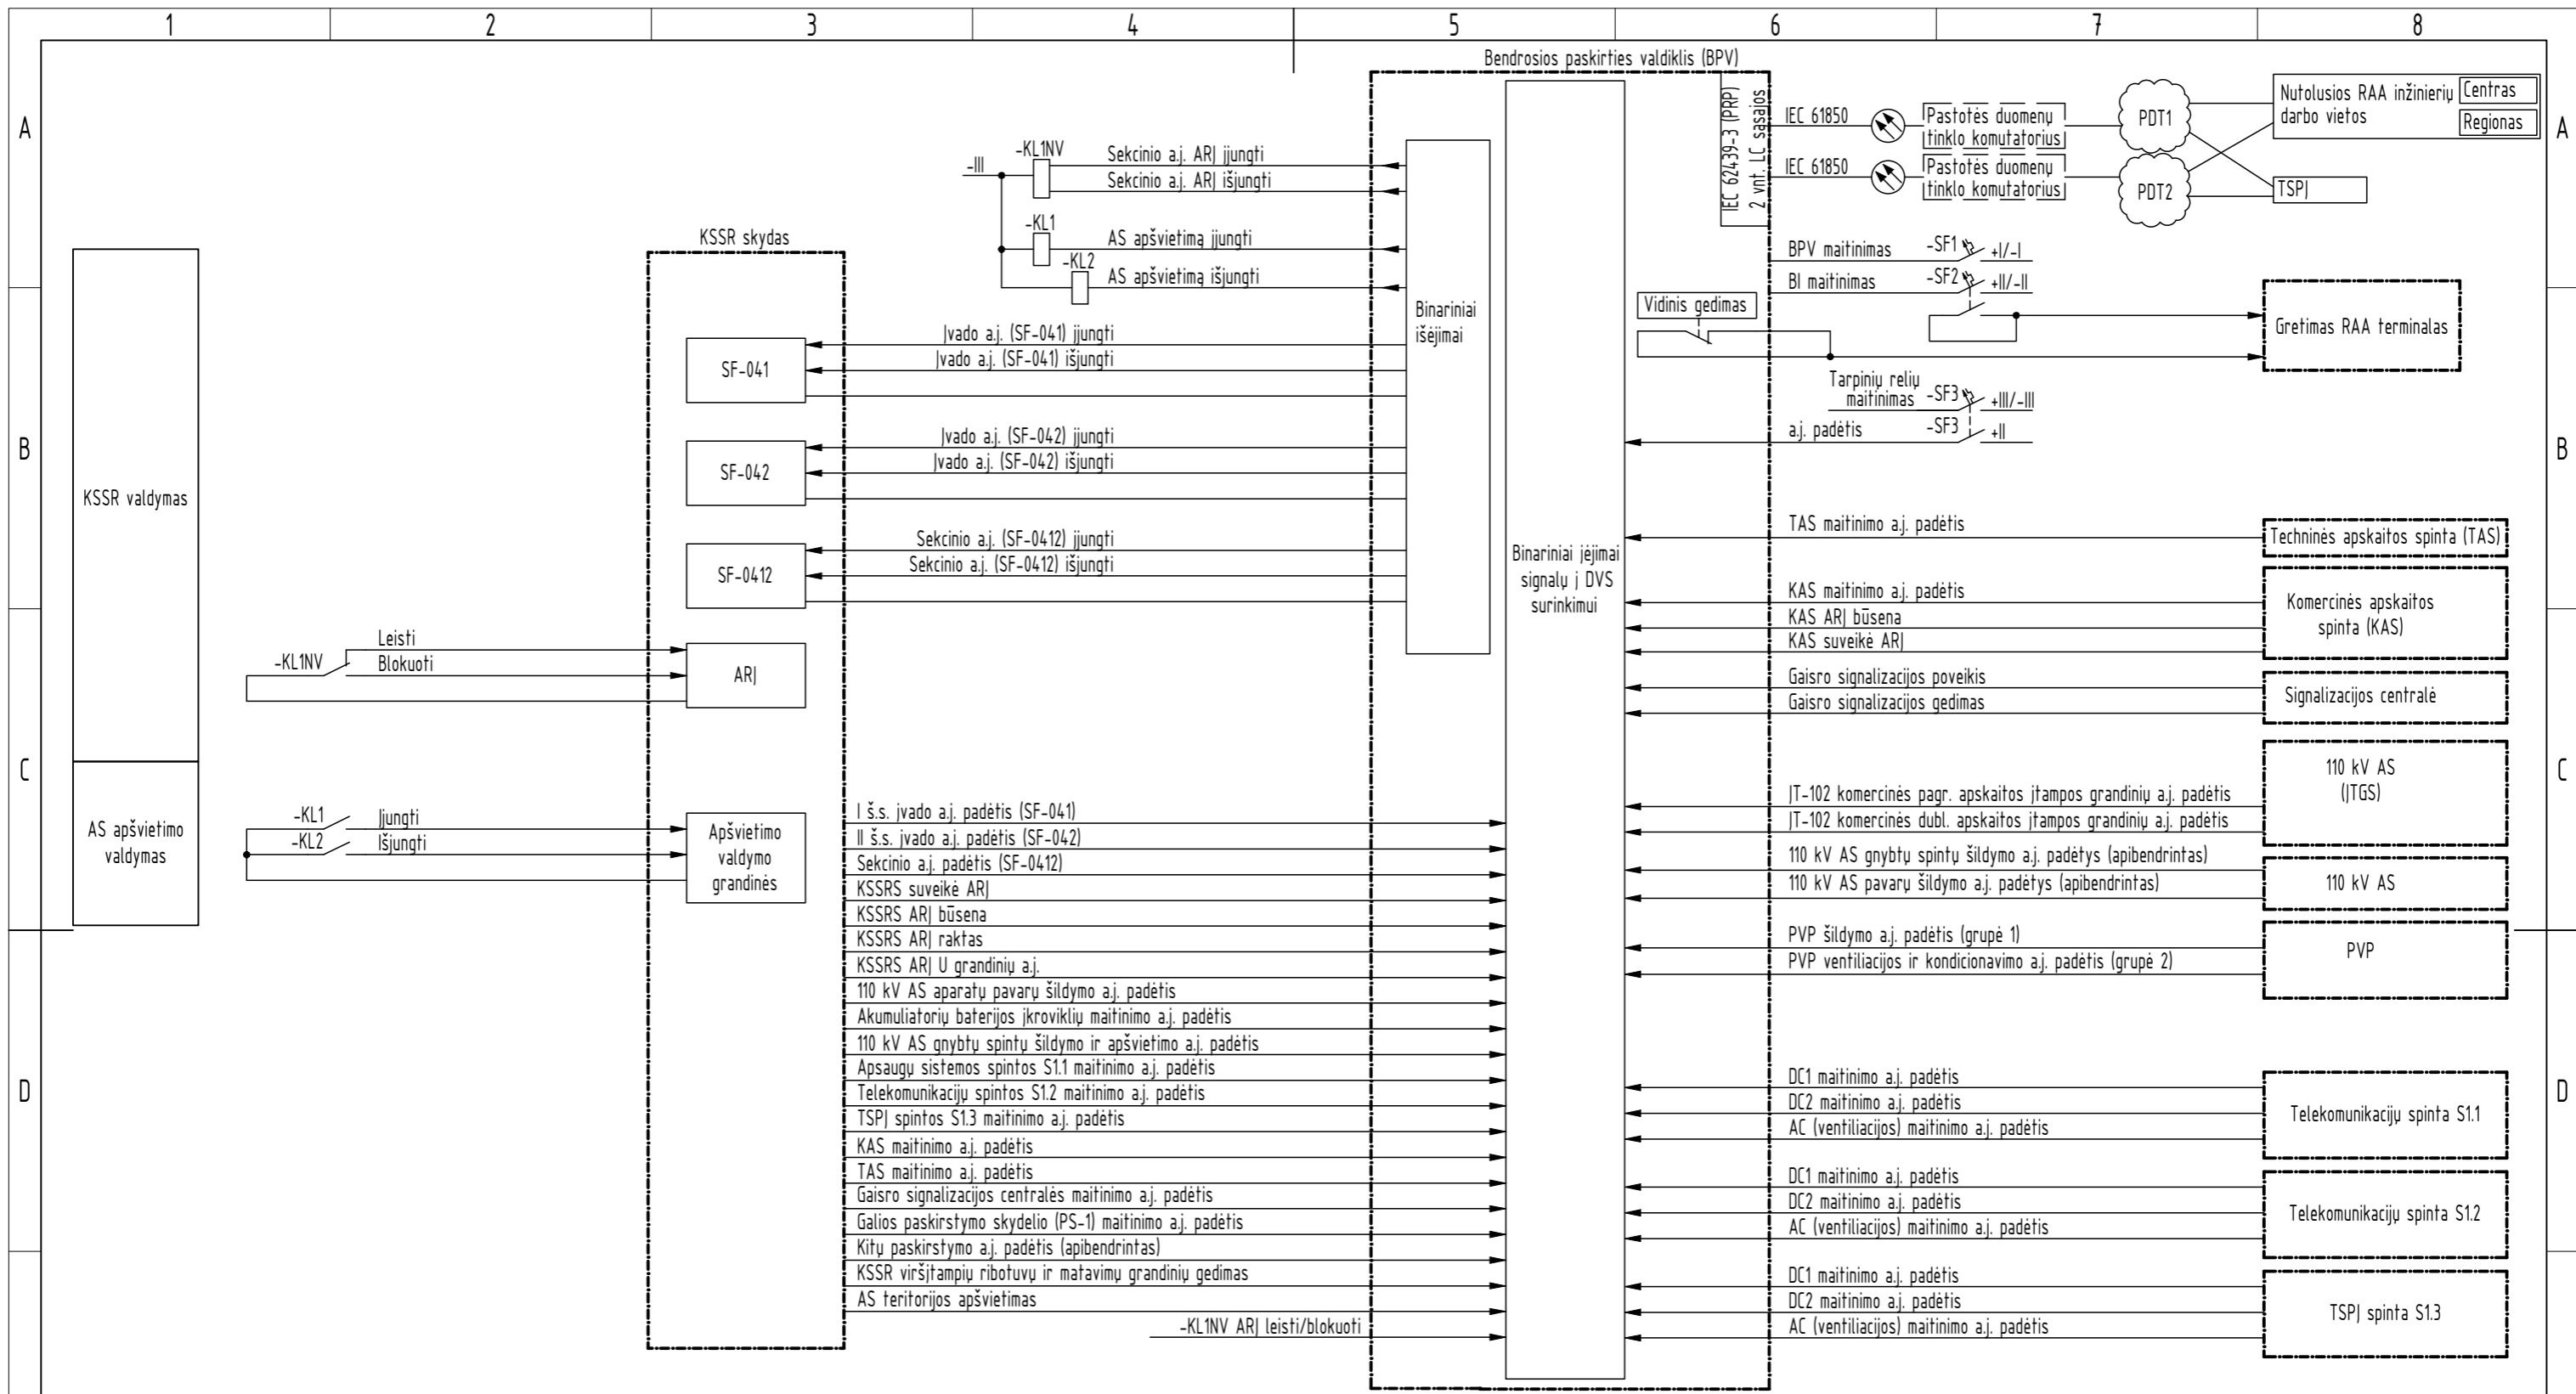 1
2
3
4
5
6
7
8
A
B
C
D
A
B
C
D
KSSR valdymas
AS apšvietimo
valdymas
-KL1NV
Leisti
Blokuoti
-KL1
-KL2
Įjungti
Išjungti
KSSR skydas
SF-041
SF-042
SF-0412
ARĮ
Apšvietimo
valdymo
grandinės
-III
-KL1NV
Sekcinio a.j. ARĮ įjungti
Sekcinio a.j. ARĮ išjungti
-KL1
AS apšvietimą įjungti
-KL2
AS apšvietimą išjungti
Įvado a.j. (SF-041) įjungti
Įvado a.j. (SF-041) išjungti
Įvado a.j. (SF-042) įjungti
Įvado a.j. (SF-042) išjungti
Sekcinio a.j. (SF-0412) įjungti
Sekcinio a.j. (SF-0412) išjungti
I š.s. įvado a.j. padėtis (SF-041)
II š.s. įvado a.j. padėtis (SF-042)
Sekcinio a.j. padėtis (SF-0412)
KSSRS suveikė ARĮ
KSSRS ARĮ būsena
KSSRS ARĮ raktas
KSSRS ARĮ U grandinių a.j.
110 kV AS aparatų pavarų šildymo a.j. padėtis
Akumuliatorių baterijos įkroviklių maitinimo a.j. padėtis
110 kV AS gnybtų spintų šildymo ir apšvietimo a.j. padėtis
Apsaugų sistemos spintos S1.1 maitinimo a.j. padėtis
Telekomunikacijų spintos S1.2 maitinimo a.j. padėtis
TSPĮ spintos S1.3 maitinimo a.j. padėtis
KAS maitinimo a.j. padėtis
TAS maitinimo a.j. padėtis
Gaisro signalizacijos centralės maitinimo a.j. padėtis
Galios paskirstymo skydelio (PS-1) maitinimo a.j. padėtis
Kitų paskirstymo a.j. padėtis (apibendrintas)
KSSR viršįtampių ribotuvų ir matavimų grandinių gedimas
AS teritorijos apšvietimas
-KL1NV ARĮ leisti/blokuoti
Bendrosios paskirties valdiklis (BPV)
Binariniai
išėjimai
Binariniai įėjimai
signalų į DVS
surinkimui
IEC 62439-3 (PRP)
2 vnt. LC sąsajos
Vidinis gedimas
IEC 61850
Pastotės duomenų
tinklo komutatorius
PDT1
IEC 61850
Pastotės duomenų
tinklo komutatorius
PDT2
Nutolusios RAA inžinierių
darbo vietos
Centras
Regionas
TSPĮ
BPV maitinimas
-SF1
+I/-I
BI maitinimas
-SF2
+II/-II
Gretimas RAA terminalas
Tarpinių relių
maitinimas
-SF3
+III/-III
a.j. padėtis
-SF3
+II
TAS maitinimo a.j. padėtis
Techninės apskaitos spinta (TAS)
KAS maitinimo a.j. padėtis
KAS ARĮ būsena
KAS suveikė ARĮ
Komercinės apskaitos
spinta (KAS)
Gaisro signalizacijos poveikis
Gaisro signalizacijos gedimas
Signalizacijos centralė
ĮT-102 komercinės pagr. apskaitos įtampos grandinių a.j. padėtis
ĮT-102 komercinės dubl. apskaitos įtampos grandinių a.j. padėtis
110 kV AS
(ĮTGS)
110 kV AS gnybtų spintų šildymo a.j. padėtys (apibendrintas)
110 kV AS pavarų šildymo a.j. padėtys (apibendrintas)
110 kV AS
PVP šildymo a.j. padėtis (grupė 1)
PVP ventiliacijos ir kondicionavimo a.j. padėtis (grupė 2)
PVP
DC1 maitinimo a.j. padėtis
DC2 maitinimo a.j. padėtis
AC (ventiliacijos) maitinimo a.j. padėtis
Telekomunikacijų spinta S1.1
DC1 maitinimo a.j. padėtis
DC2 maitinimo a.j. padėtis
AC (ventiliacijos) maitinimo a.j. padėtis
Telekomunikacijų spinta S1.2
DC1 maitinimo a.j. padėtis
DC2 maitinimo a.j. padėtis
AC (ventiliacijos) maitinimo a.j. padėtis
TSPĮ spinta S1.3